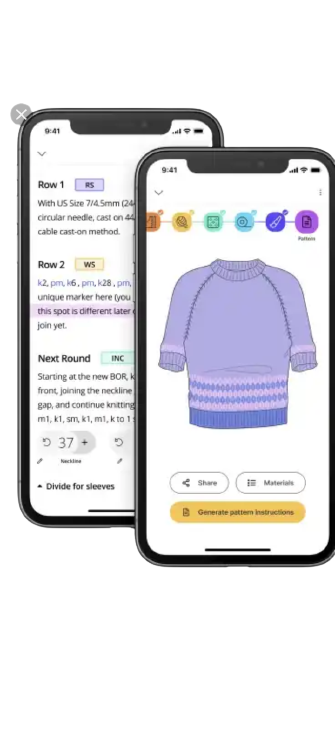 9:41
Row 1 RS
With US Size 7/4.5mm (24
circular needle, cast on 44
cable cast-on method.
Row 2 WS
k2, pm, k6, pm, k28, pm,
unique marker here (you
this spot is different later
join yet.
Next Round INC
Starting at the new BOR, k
front, joining the neckline
gap, and continue knitting
m1, k1, sm, k1, m1, k to 1
37 +
Neckline
Divide for sleeves
9:41
Pattern
Share
Materials
Generate pattern instructions